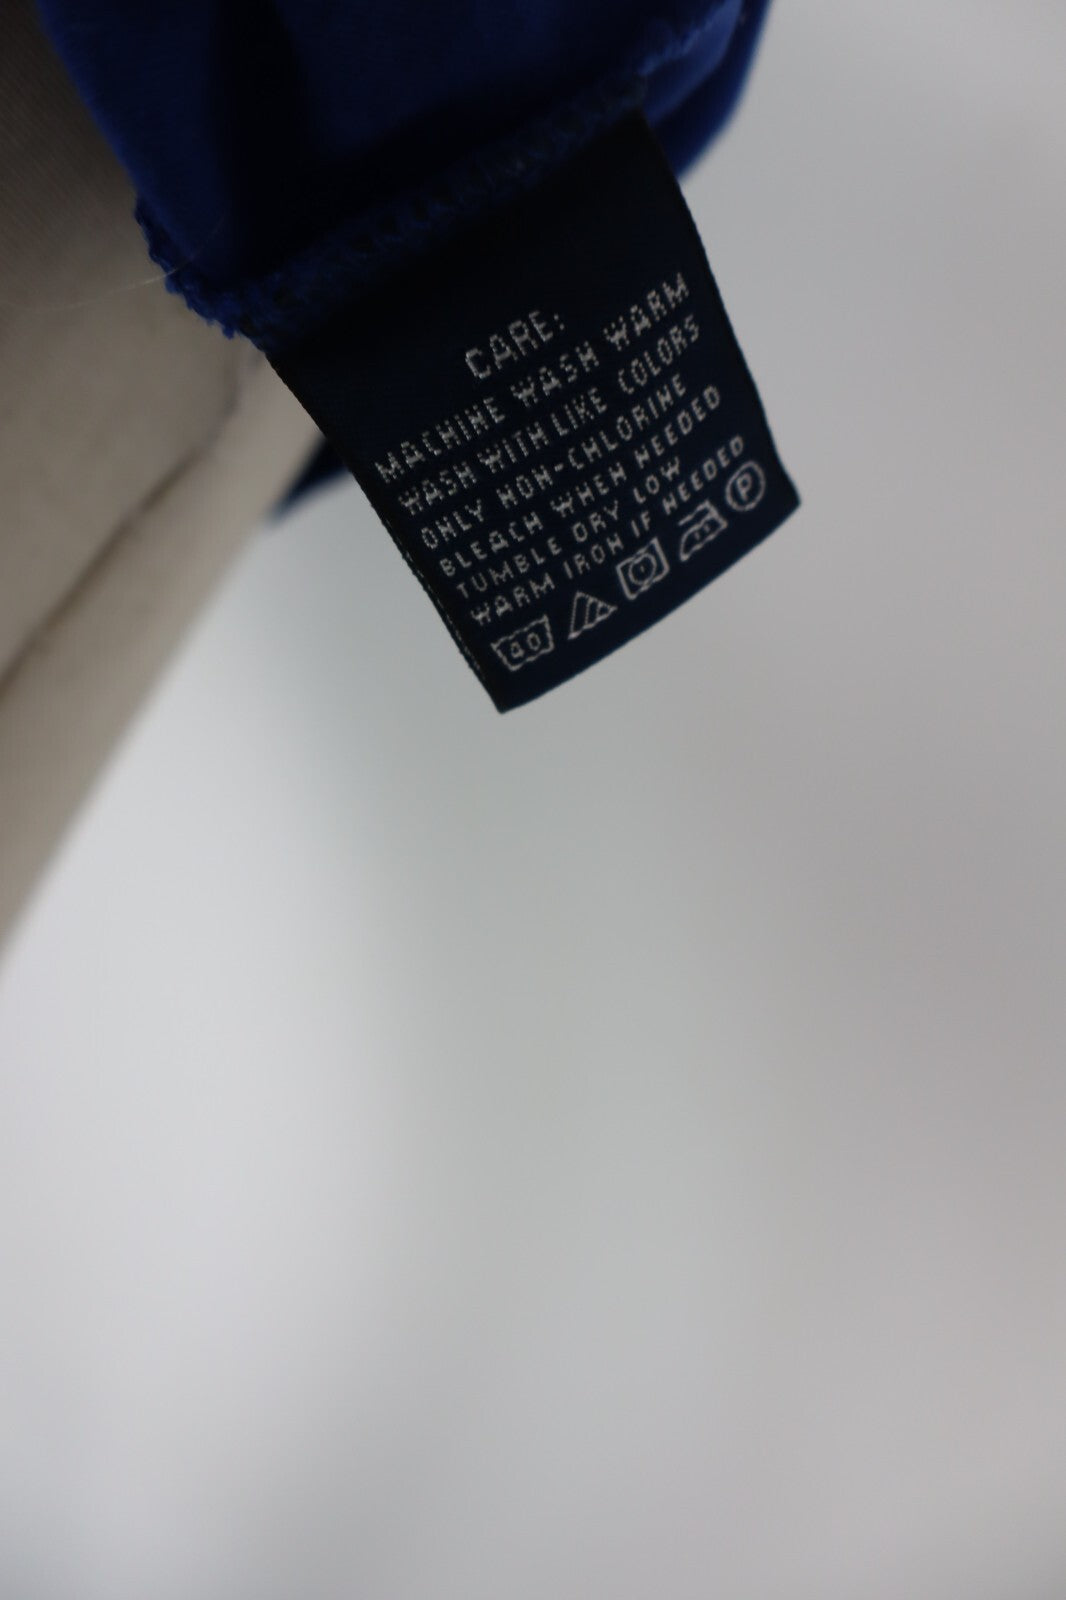 CARE:
MACHINE WASH WARM
WASH WITH LIKE COLORS
ONLY NON-CHLORINE
BLEACH WHEN NEEDED
TUMBLE DRY LOW
WARM IRON IF NEEDED
40 P